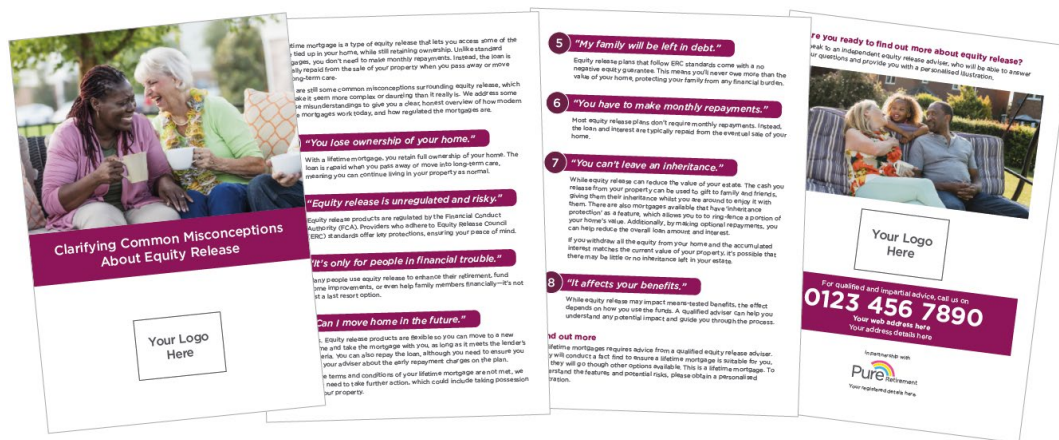 Clarifying Common Misconceptions
About Equity Release
Your Logo
Here
mortgage is a type of equity release that lets you access some of the
tied up in your home, while still retaining ownership. Unlike standard
you don't need to make monthly repayments. Instead, the loan is
repaid from the sale of your property when you pass away or move
long-term care.
are still some common misconceptions surrounding equity release, which
it seem more complex or daunting than it really is. We address some
misunderstandings to give you a clear, honest overview of how modern
mortgages work today, and how regulated the mortgages are.
"You lose ownership of your home."
With a lifetime mortgage, you retain full ownership of your home. The
loan is repaid when you pass away or move into long-term care,
meaning you can continue living in your property as normal.
"Equity release is unregulated and risky."
Equity release products are regulated by the Financial Conduct
Authority (FCA). Providers who adhere to Equity Release Council
(ERC) standards offer key protections, ensuring your peace of mind.
"It's only for people in financial trouble."
Many people use equity release to enhance their retirement, fund
home improvements, or even help family members financially—it's not
a last resort option.
Can I move home in the future."
Equity release products are flexible so you can move to a new
and take the mortgage with you, as long as it meets the lender's
You can also repay the loan, although you need to ensure you
your adviser about the early repayment charges on the plan.
terms and conditions of your lifetime mortgage are not met, we
need to take further action, which could include taking possession
property.
5 "My family will be left in debt."
Equity release plans that follow ERC standards come with a no
negative equity guarantee. This means you'll never owe more than the
value of your home, protecting your family from any financial burden.
6 "You have to make monthly repayments."
Most equity release plans don't require monthly repayments. Instead,
the loan and interest are typically repaid from the eventual sale of your
home.
7 "You can't leave an inheritance."
While equity release can reduce the value of your estate. The cash you
release from your property can be used to gift to family and friends,
giving them their inheritance whilst you are around to enjoy it with
them. There are also mortgages available that have 'inheritance
protection' as a feature, which allows you to to ring-fence a portion of
your home's value. Additionally, by making optional repayments, you
can help reduce the overall loan amount and interest.
If you withdraw all the equity from your home and the accumulated
interest matches the current value of your property, it's possible that
there may be little or no inheritance left in your estate.
8 "It affects your benefits."
While equity release may impact means-tested benefits, the effect
depends on how you use the funds. A qualified adviser can help you
understand any potential impact and guide you through the process.
out more
lifetime mortgages requires advice from a qualified equity release adviser.
will conduct a fact find to ensure a lifetime mortgage is suitable for you,
they will go though other options available. This is a lifetime mortgage. To
the features and potential risks, please obtain a personalised
you ready to find out more about equity release?
to an independent equity release adviser, who will be able to answer
questions and provide you with a personalised illustration.
Your Logo
Here
For qualified and impartial advice, call us on
0123 456 7890
Your web address here
Your address details here
In partnership with
Pure Retirement
Your registered details here